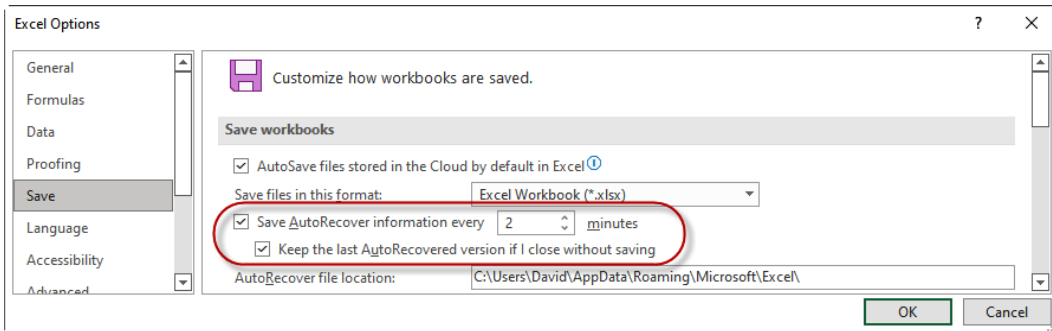 Excel Options
?
General
Formulas
Data
Proofing
Save
Language
Accessibility
Advanced
Customize how workbooks are saved.
Save workbooks
AutoSave files stored in the Cloud by default in Excel
Save files in this format: Excel Workbook (*.xlsx)
Save AutoRecover information every 2 minutes
Keep the last AutoRecovered version if I close without saving
AutoRecover file location: C:\Users\David\AppData\Roaming\Microsoft\Excel\
OK Cancel